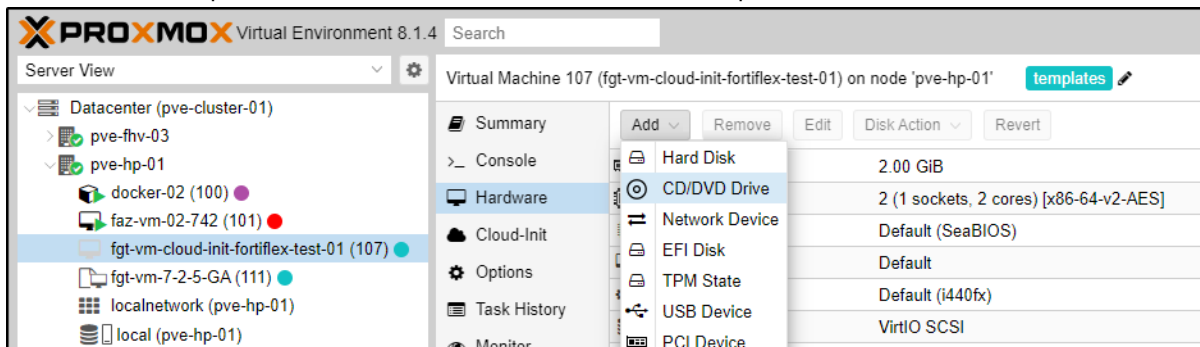 PROXMOX Virtual Environment 8.1.4 Search
Server View
Virtual Machine 107 (fgt-vm-cloud-init-fortiflex-test-01) on node 'pve-hp-01' templates
Datacenter (pve-cluster-01)
pve-fhv-03
pve-hp-01
docker-02 (100)
faz-vm-02-742 (101)
fgt-vm-cloud-init-fortiflex-test-01 (107)
fgt-vm-7-2-5-GA (111)
localnetwork (pve-hp-01)
local (pve-hp-01)
Summary
>_ Console
Hardware
Cloud-Init
Options
Task History
Monitor
Add Remove Edit Disk Action Revert
Hard Disk
CD/DVD Drive
Network Device
EFI Disk
TPM State
USB Device
PCI Device
2.00 GiB
2 (1 sockets, 2 cores) [x86-64-v2-AES]
Default (SeaBIOS)
Default
Default (i440fx)
VirtIO SCSI